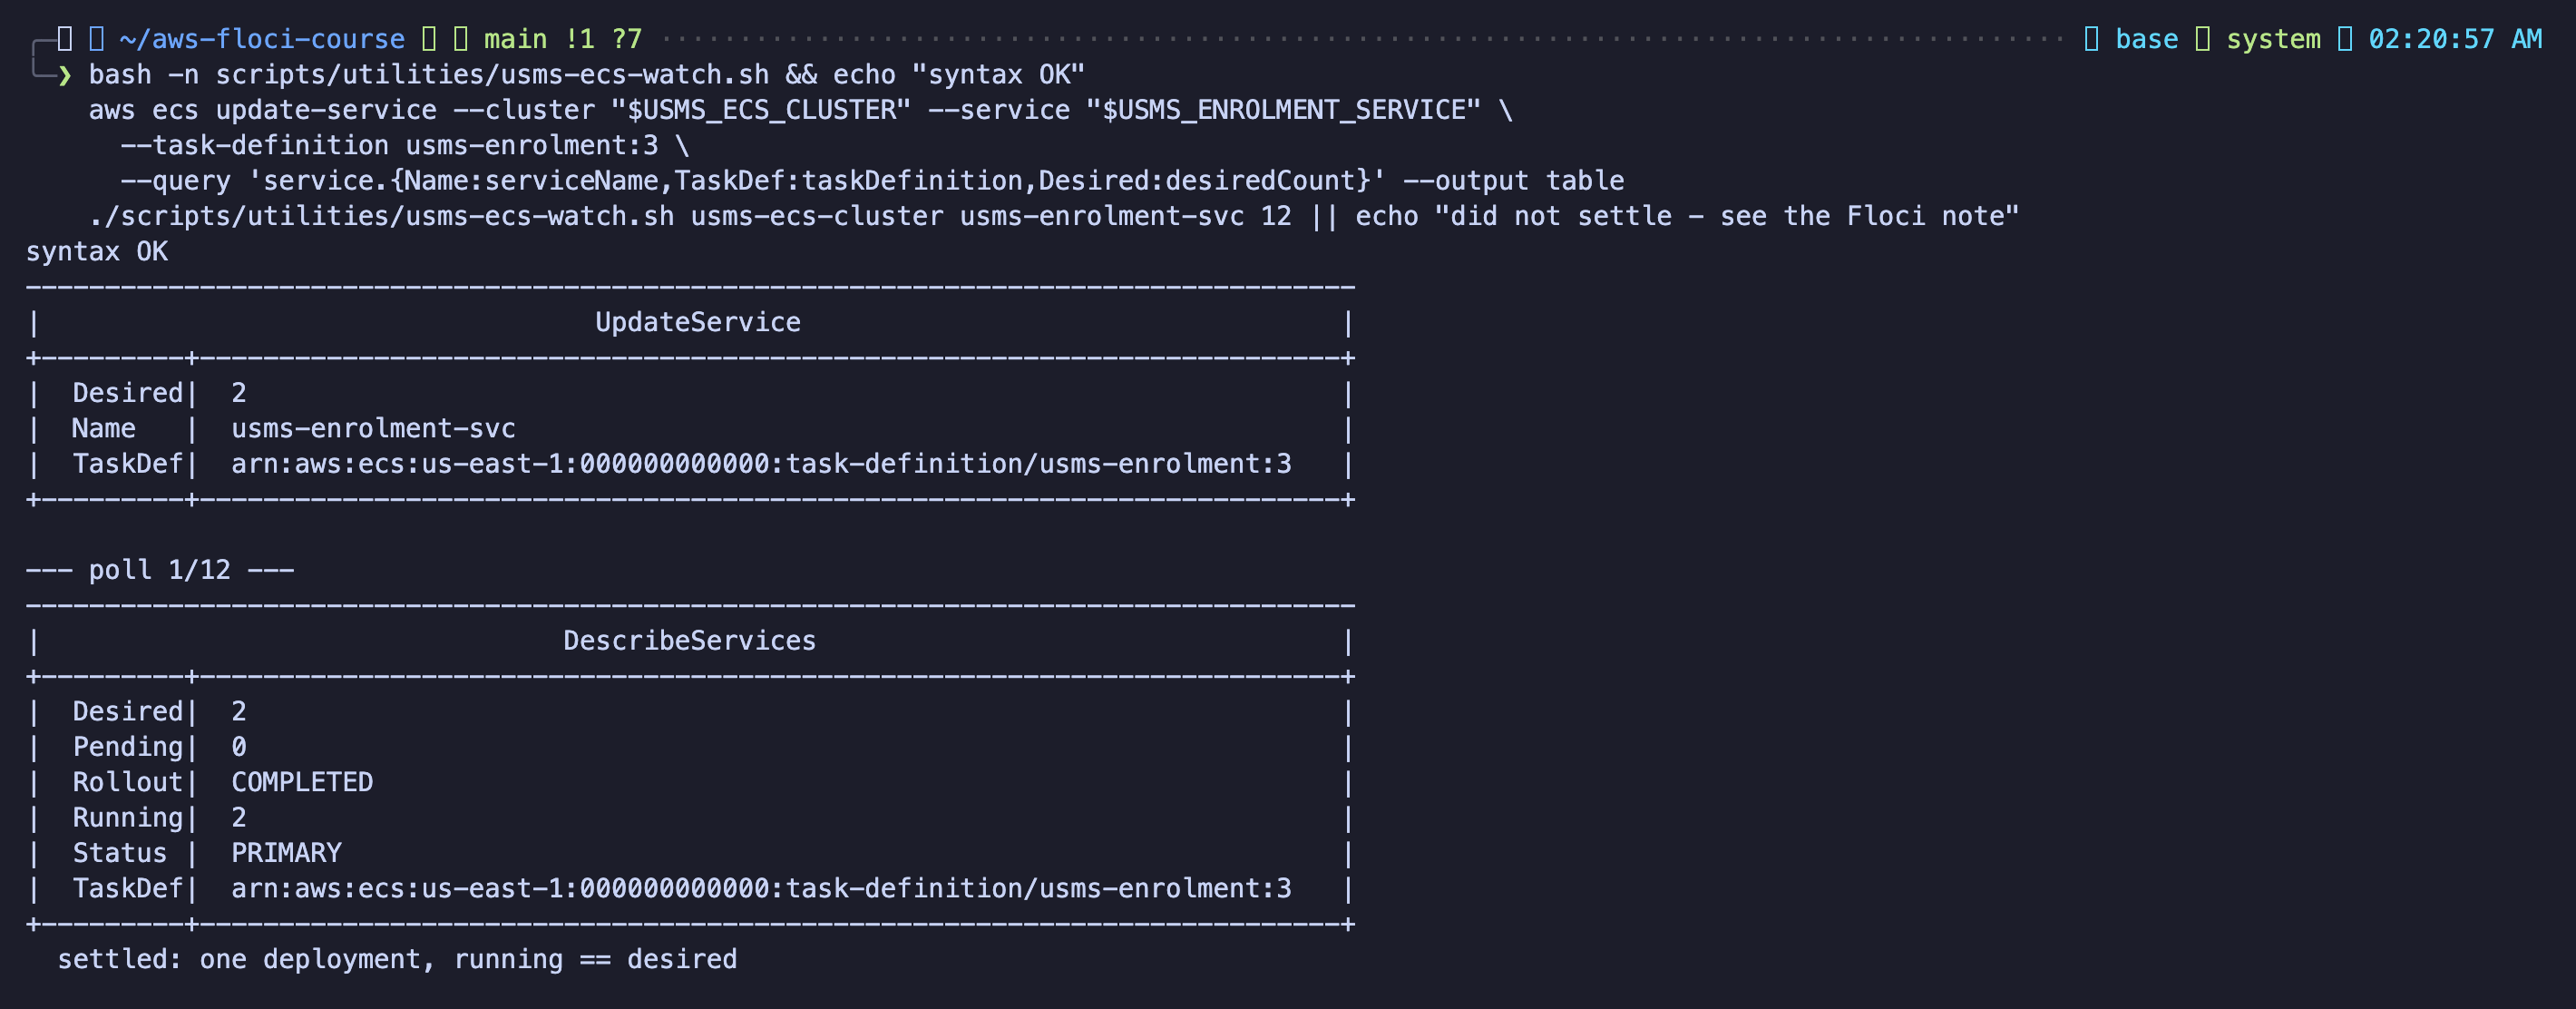 ~/aws-floci-course main !1 ?7 ···· base system 02:20:57 AM
❯ bash -n scripts/utilities/usms-ecs-watch.sh && echo "syntax OK"
aws ecs update-service --cluster "$USMS_ECS_CLUSTER" --service "$USMS_ENROLMENT_SERVICE" \
--task-definition usms-enrolment:3 \
--query 'service.{Name:serviceName,TaskDef:taskDefinition,Desired:desiredCount}' --output table
./scripts/utilities/usms-ecs-watch.sh usms-ecs-cluster usms-enrolment-svc 12 || echo "did not settle - see the Floci note"
syntax OK
-----------------------------------------------------------------------------------
| UpdateService |
+---------+------------------------------------------------------------------------+
| Desired| 2 |
| Name | usms-enrolment-svc |
| TaskDef| arn:aws:ecs:us-east-1:000000000000:task-definition/usms-enrolment:3 |
+---------+------------------------------------------------------------------------+
--- poll 1/12 ---
-----------------------------------------------------------------------------------
| DescribeServices |
+---------+------------------------------------------------------------------------+
| Desired| 2 |
| Pending| 0 |
| Rollout| COMPLETED |
| Running| 2 |
| Status | PRIMARY |
| TaskDef| arn:aws:ecs:us-east-1:000000000000:task-definition/usms-enrolment:3 |
+---------+------------------------------------------------------------------------+
settled: one deployment, running == desired